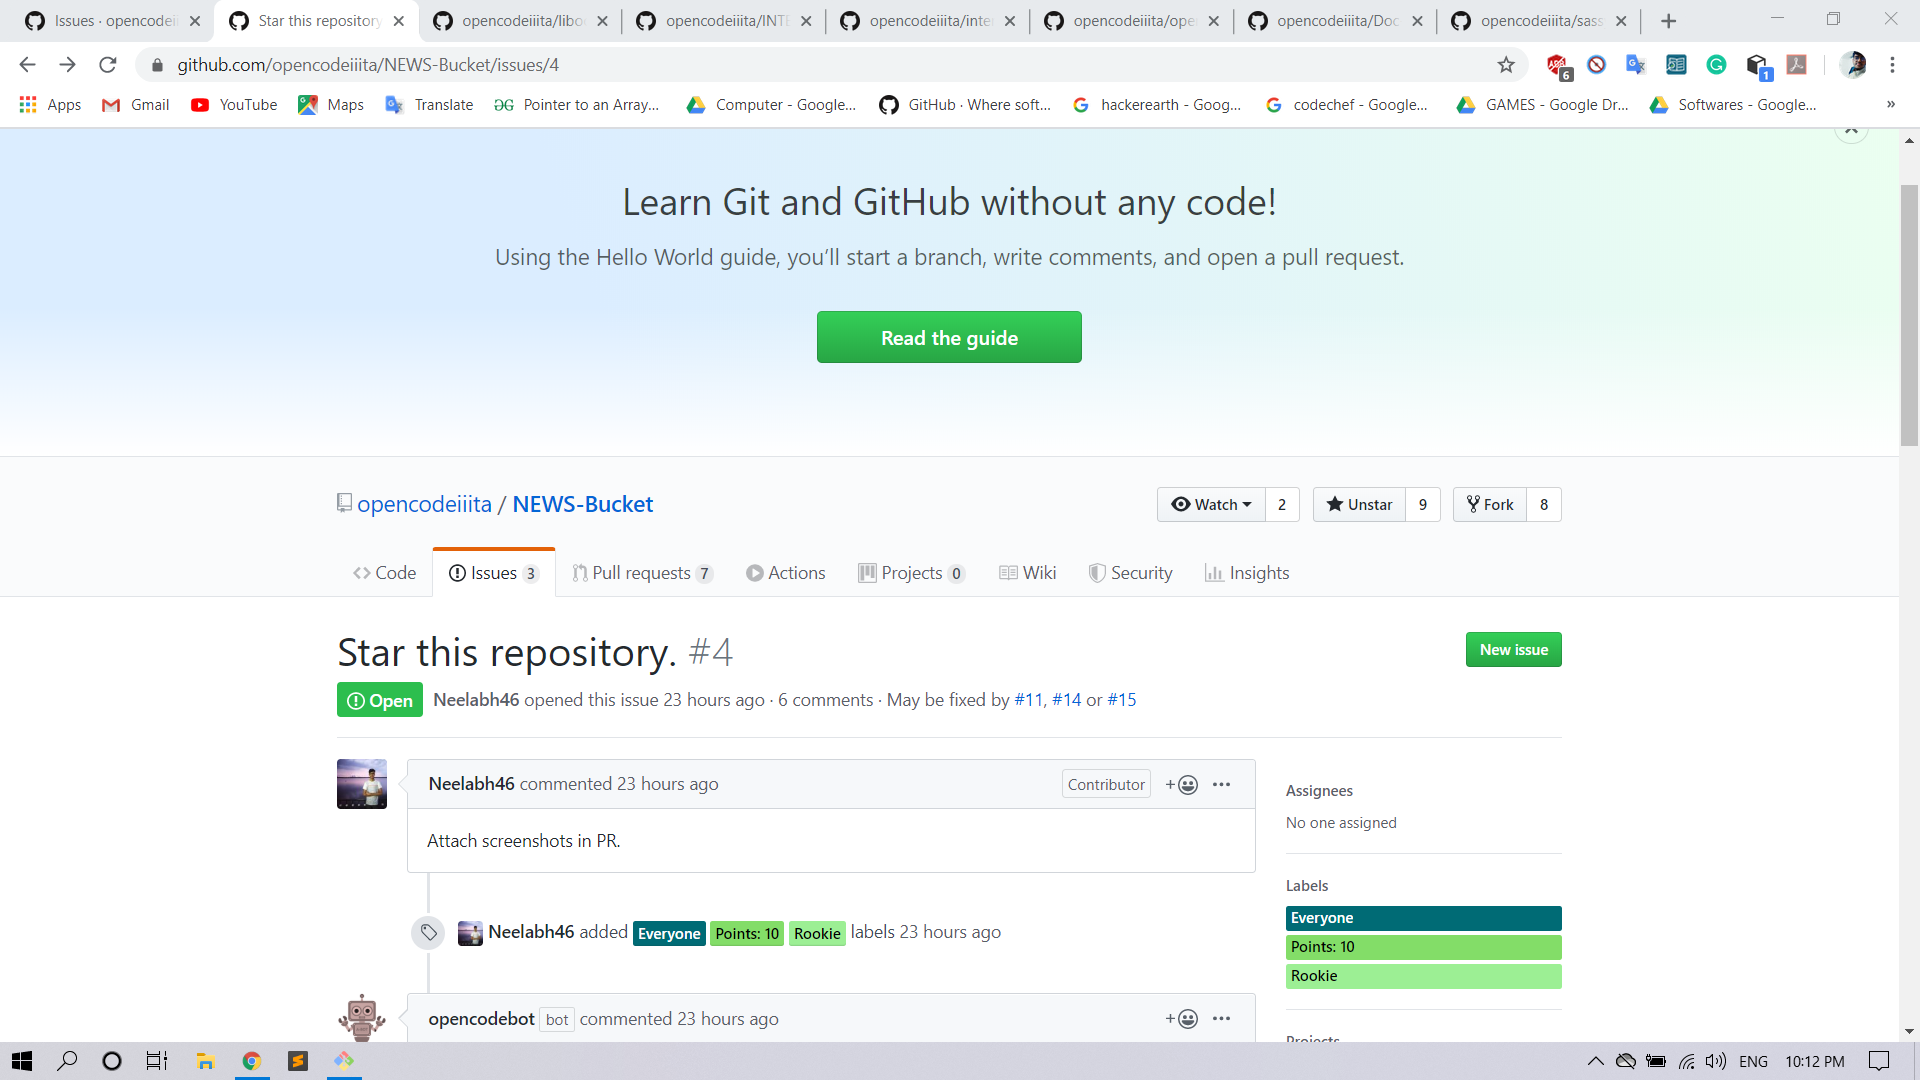 Issues · opencodei
Star this repository
opencodeiiita/libo
opencodeiiita/INTE
opencodeiiita/inte
opencodeiiita/ope
opencodeiiita/Doc
opencodeiiita/sass
github.com/opencodeiiita/NEWS-Bucket/issues/4
6
1
Apps
Gmail
YouTube
Maps
Translate
Pointer to an Array...
Computer - Google...
GitHub · Where soft...
hackerearth - Goog...
codechef - Google...
GAMES - Google Dr...
Softwares - Google...
»
Learn Git and GitHub without any code!
Using the Hello World guide, you’ll start a branch, write comments, and open a pull request.
Read the guide
opencodeiiita / NEWS-Bucket
Watch 2
Unstar 9
Fork 8
Code
Issues 3
Pull requests 7
Actions
Projects 0
Wiki
Security
Insights
Star this repository. #4
New issue
Open
Neelabh46 opened this issue 23 hours ago · 6 comments · May be fixed by #11, #14 or #15
Neelabh46 commented 23 hours ago
Contributor
Attach screenshots in PR.
Neelabh46 added Everyone Points: 10 Rookie labels 23 hours ago
opencodebot bot commented 23 hours ago
Assignees
No one assigned
Labels
Everyone
Points: 10
Rookie
Projects
ENG
10:12 PM